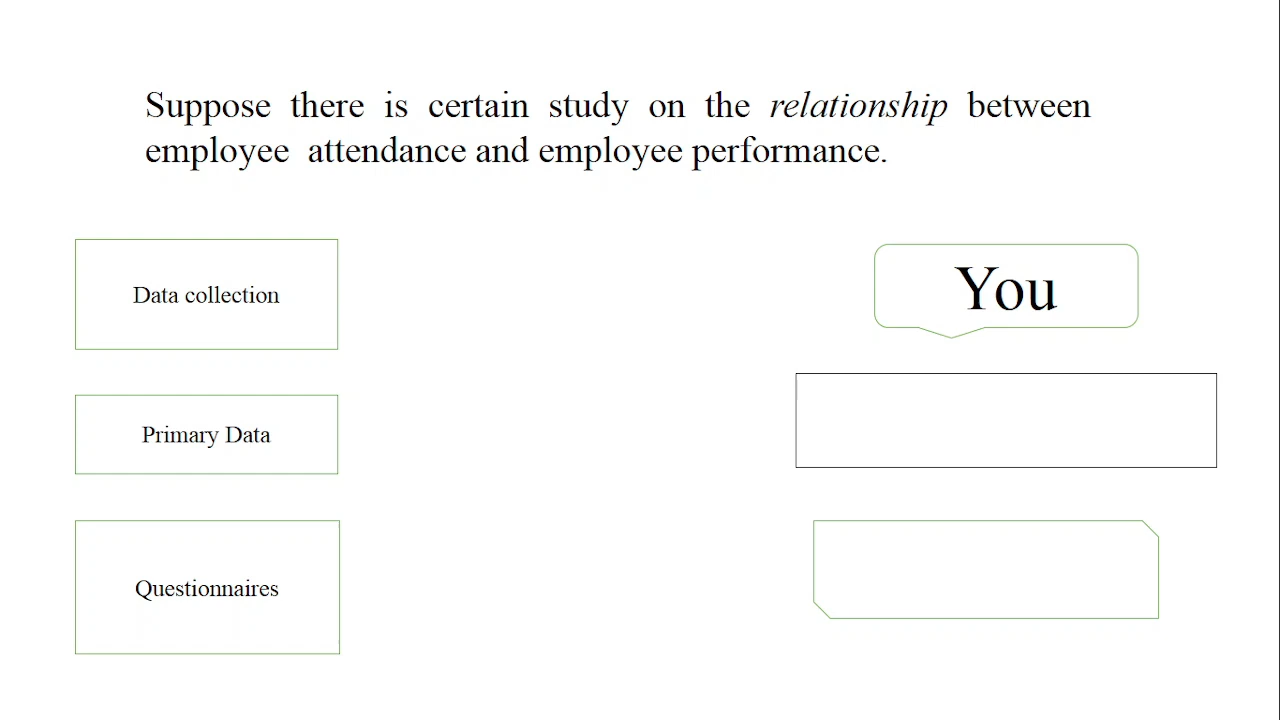 Suppose there is certain study on the relationship between
employee attendance and employee performance.
Data collection
You
Primary Data
Questionnaires